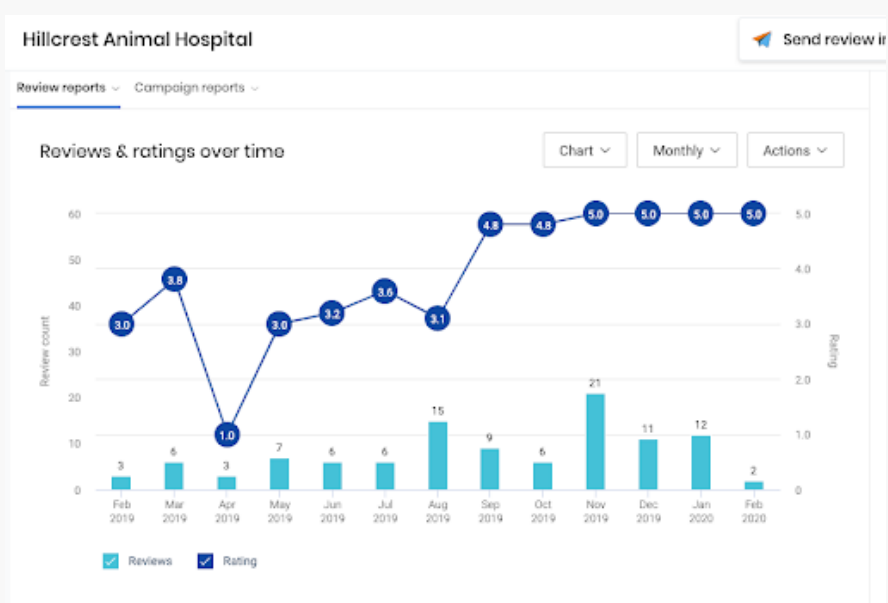 Hillcrest Animal Hospital
Send review
Review reports Campaign reports
Reviews & ratings over time
Chart Monthly Actions
60 5.0
50
40 4.0
30 3.0
20 2.0
10 1.0
0 0
Review count
Rating
3.0 3.8 1.0 3.0 3.2 3.6 3.1 4.8 4.8 5.0 5.0 5.0 5.0
3 6 3 7 6 6 15 9 6 21 11 12 2
Feb Mar Apr May Jun Jul Aug Sep Oct Nov Dec Jan Feb
2019 2019 2019 2019 2019 2019 2019 2019 2019 2019 2019 2020 2020
Reviews Rating